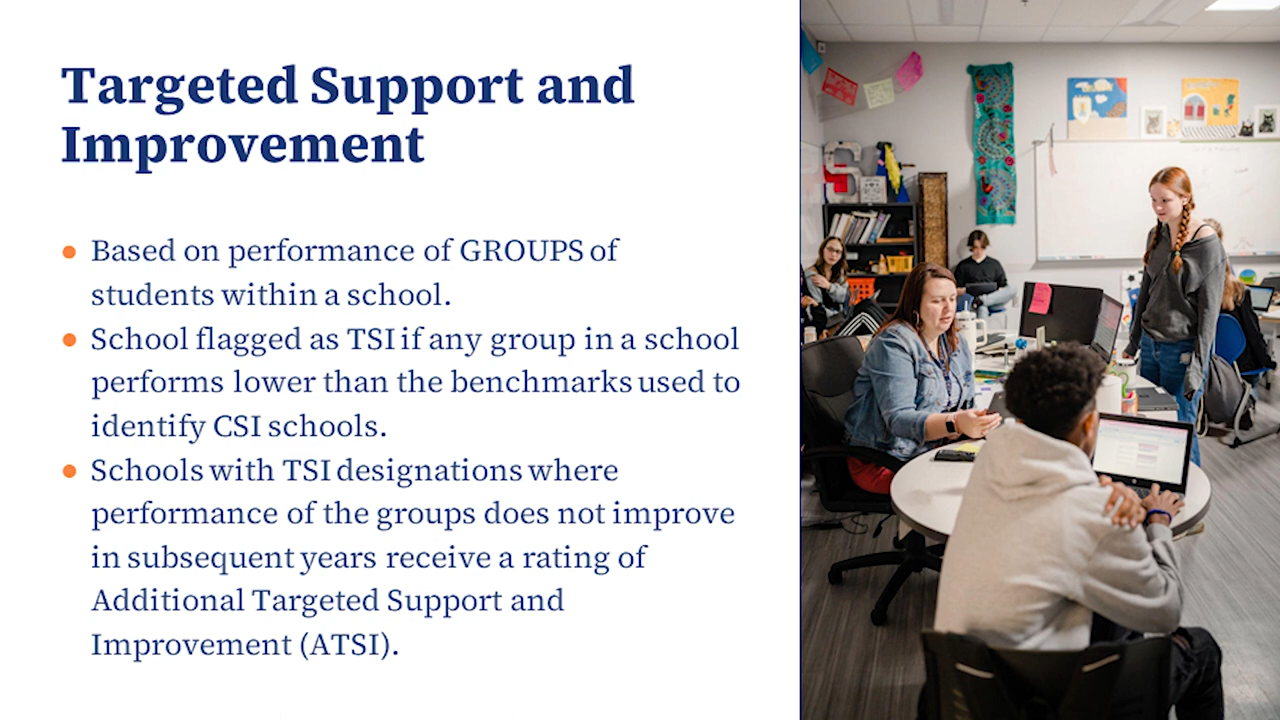 Targeted Support and
Improvement
● Based on performance of GROUPS of
students within a school.
● School flagged as TSI if any group in a school
performs lower than the benchmarks used to
identify CSI schools.
● Schools with TSI designations where
performance of the groups does not improve
in subsequent years receive a rating of
Additional Targeted Support and
Improvement (ATSI).